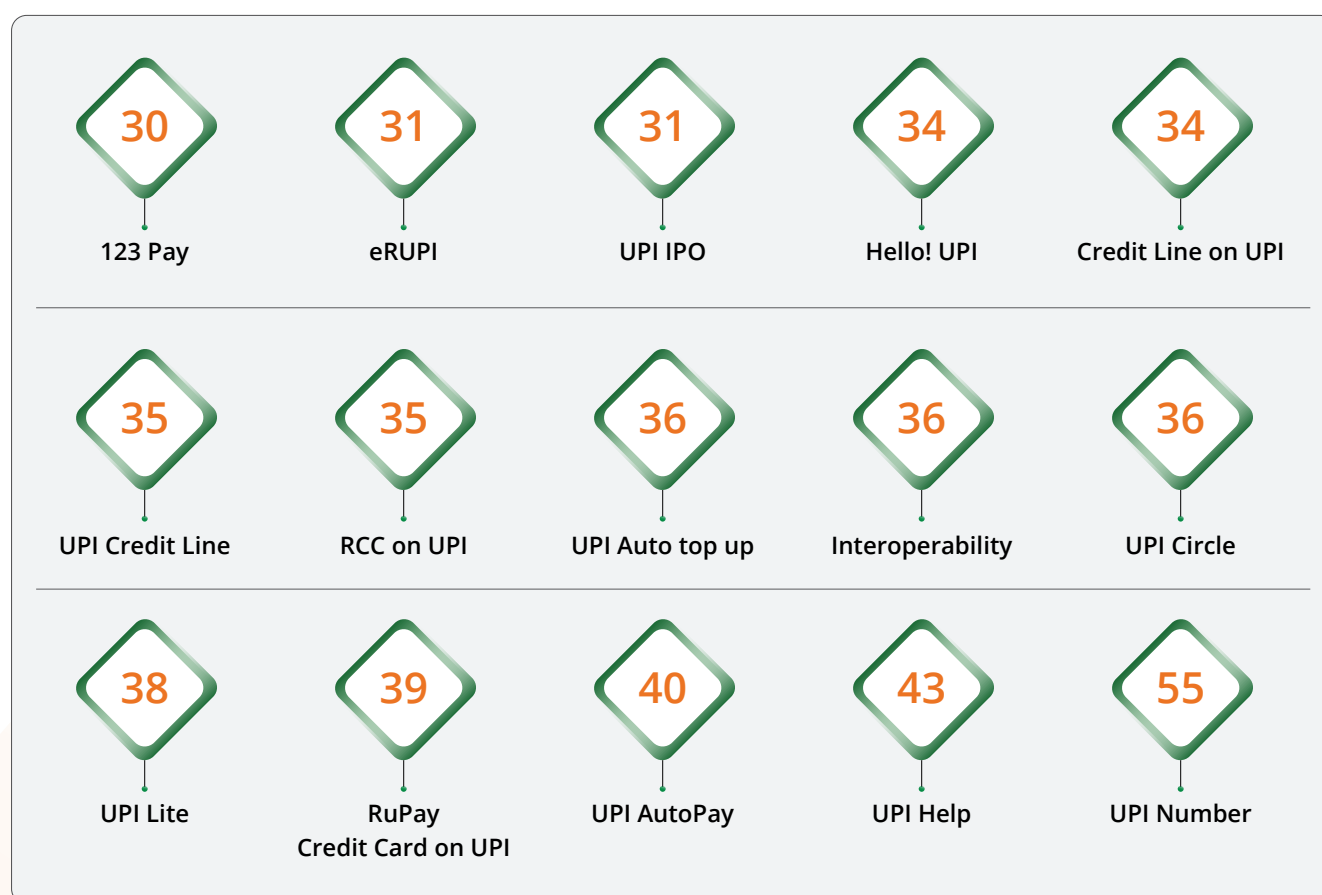 30 31 31 34 34
123 Pay eRUPI UPI IPO Hello! UPI Credit Line on UPI
35 35 36 36 36
UPI Credit Line RCC on UPI UPI Auto top up Interoperability UPI Circle
38 39 40 43 55
UPI Lite RuPay UPI AutoPay UPI Help UPI Number
Credit Card on UPI